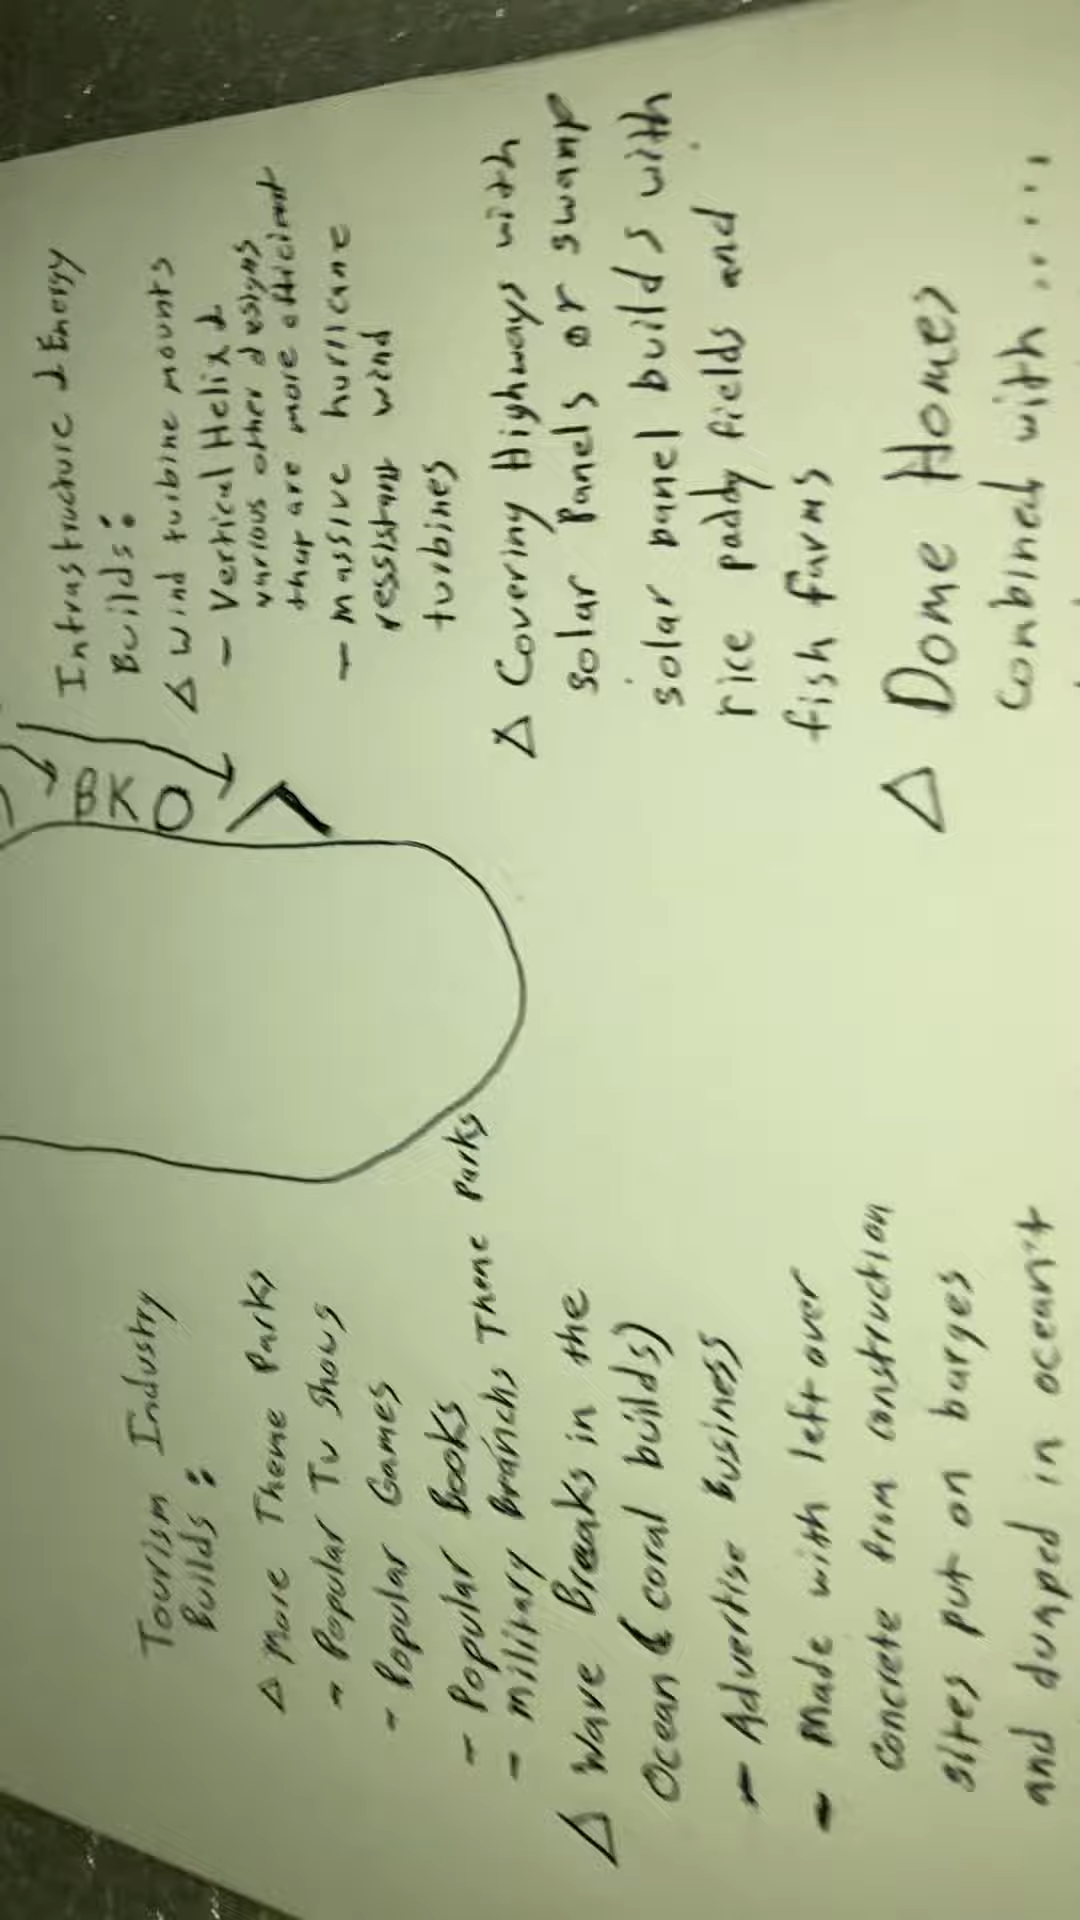 Tourism Industry
Builds:
Δ More Theme Parks
- Popular Tv Shows
- Popular Games
- Popular Books
- Military Branchs Theme Parks
Δ Wave Breaks in the
Ocean (& coral builds)
- Advertise Business
- Made with left over
concrete from construction
sites put on barges
and dumped in ocean't
BKO
Infrastructure & Energy
Builds:
Δ Wind turbine mounts
- Vertical Helix &
various other designs
that are more efficient
- massive hurricane
ressistant wind
turbines
Δ Covering Highways with
Solar Panels or swamp
solar panel builds with
rice paddy fields and
fish farms
Δ Dome Homes
Combined with .....